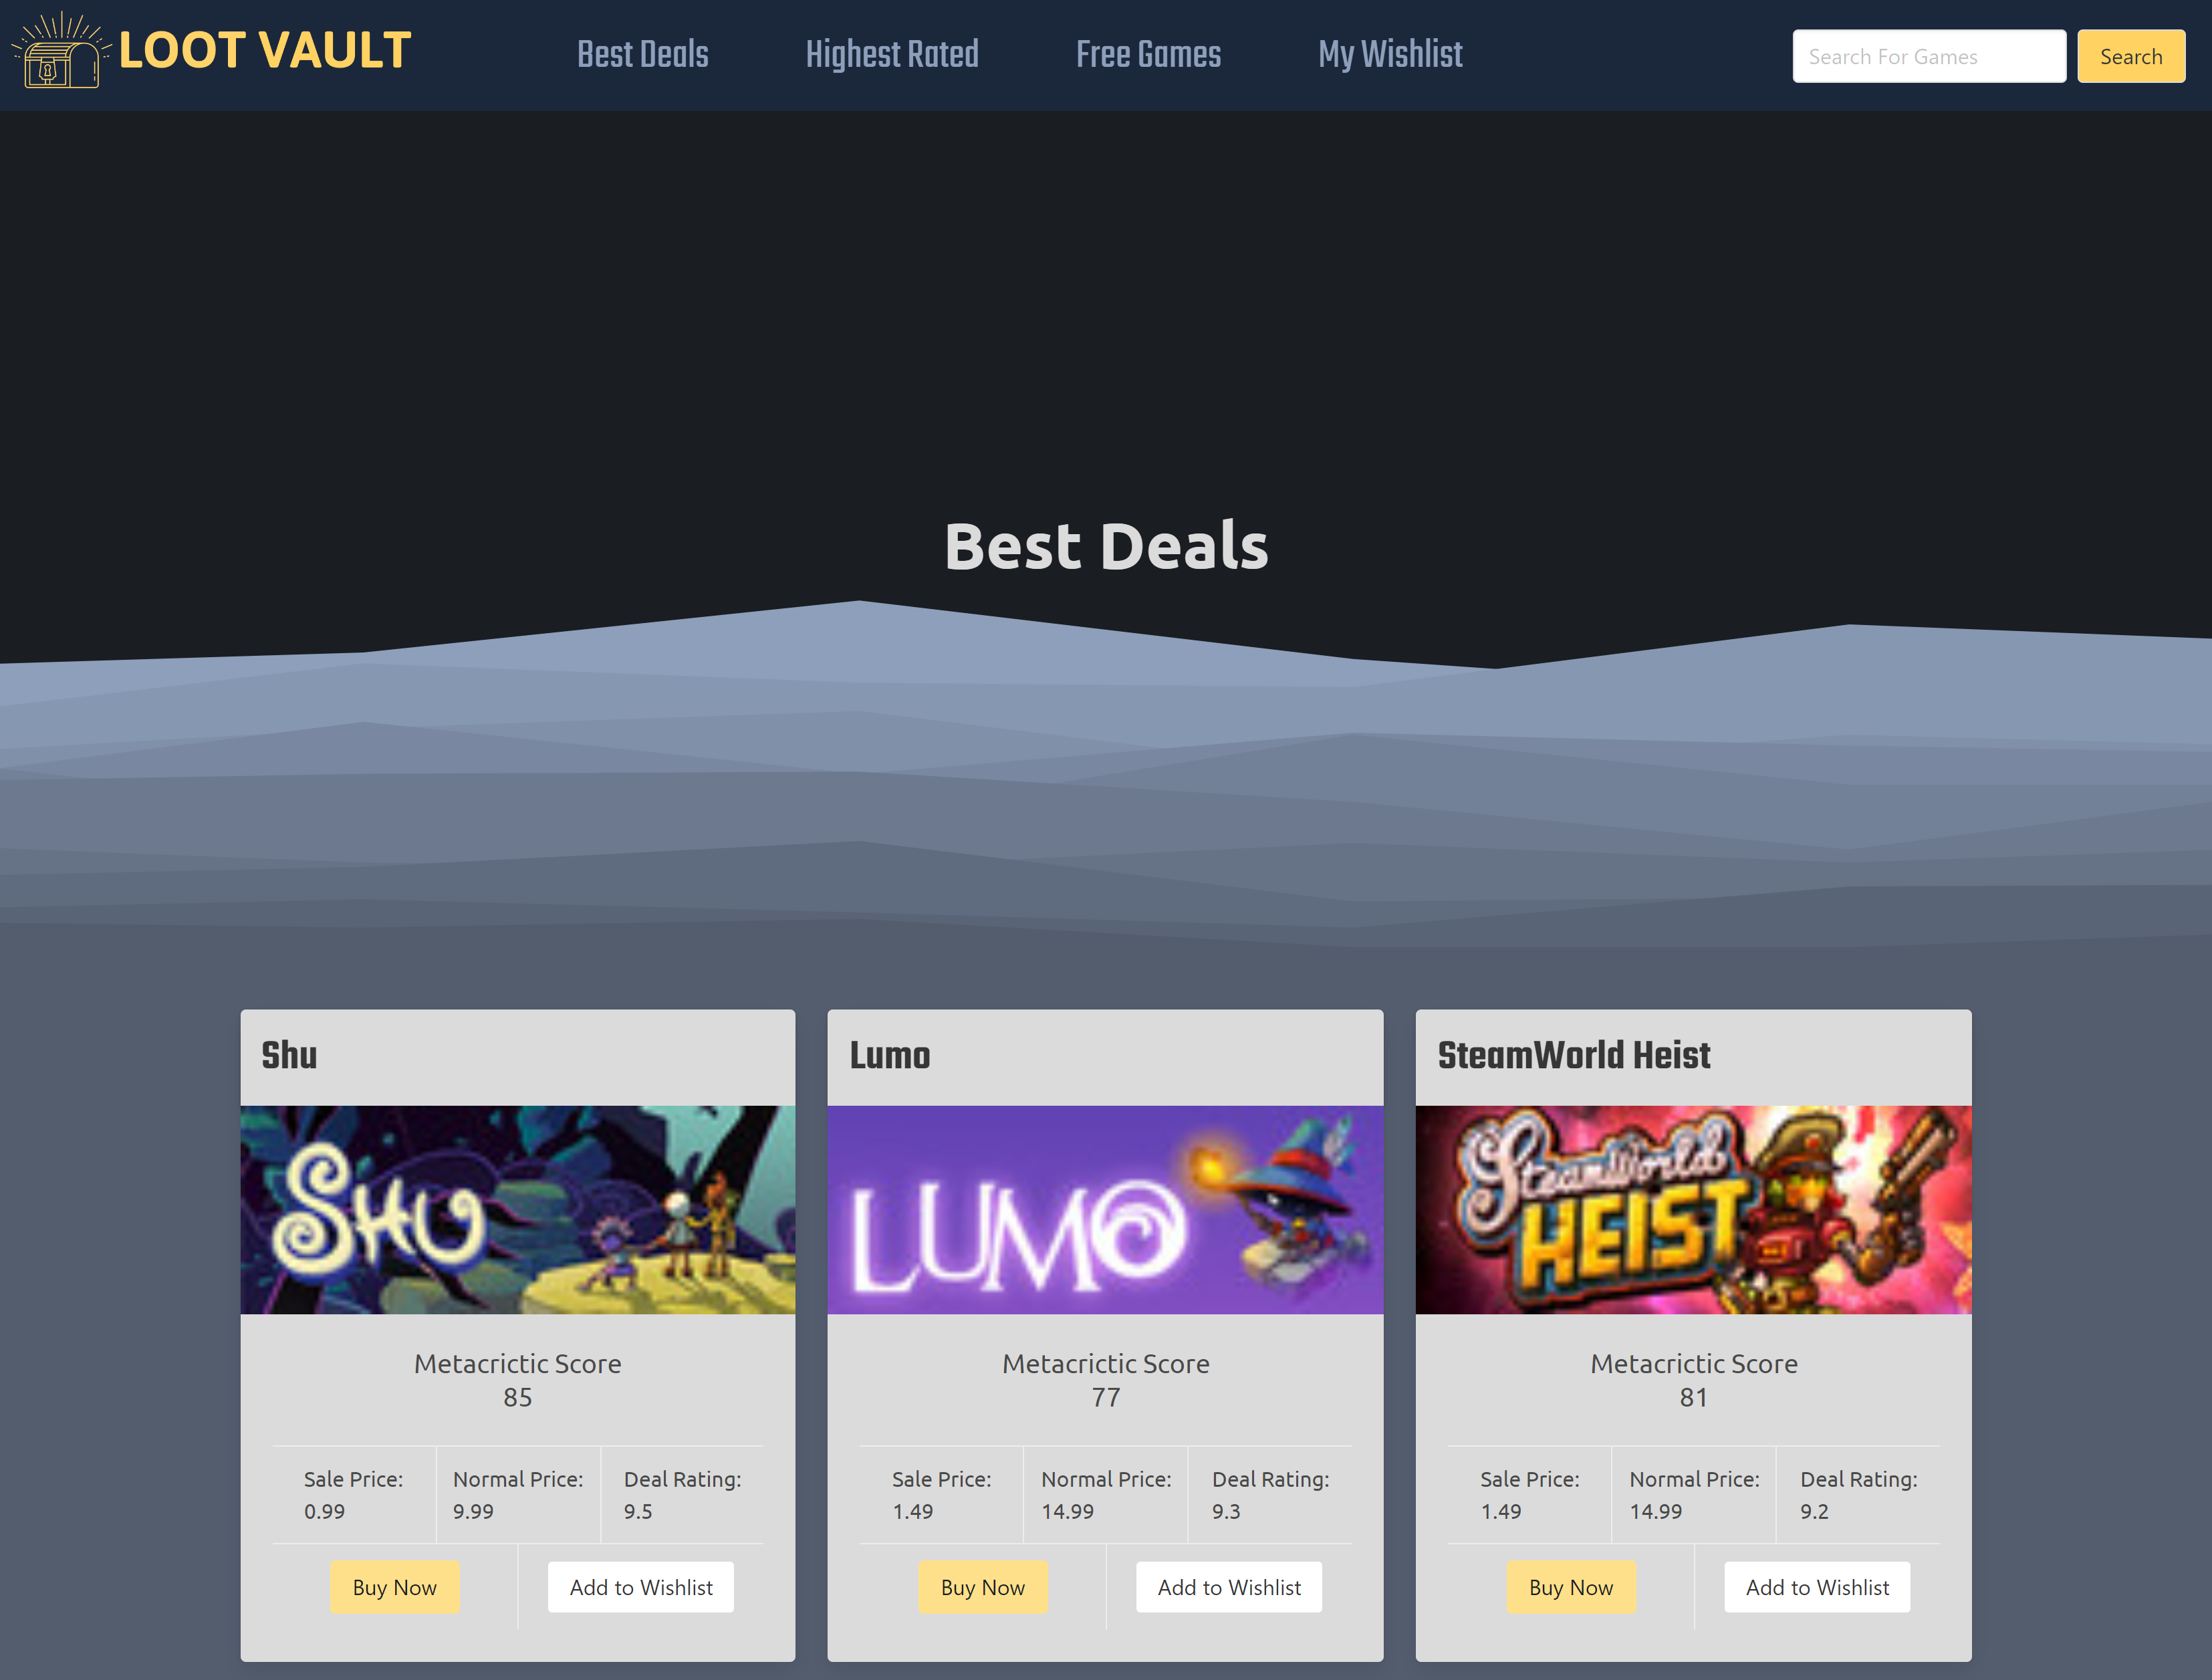 LOOT VAULT
Best Deals
Highest Rated
Free Games
My Wishlist
Search For Games
Search
Best Deals
Shu
SHU
Metacrictic Score
85
Sale Price:
0.99
Normal Price:
9.99
Deal Rating:
9.5
Buy Now
Add to Wishlist
Lumo
LUMO
Metacrictic Score
77
Sale Price:
1.49
Normal Price:
14.99
Deal Rating:
9.3
Buy Now
Add to Wishlist
SteamWorld Heist
SteamWorld
HEIST
Metacrictic Score
81
Sale Price:
1.49
Normal Price:
14.99
Deal Rating:
9.2
Buy Now
Add to Wishlist